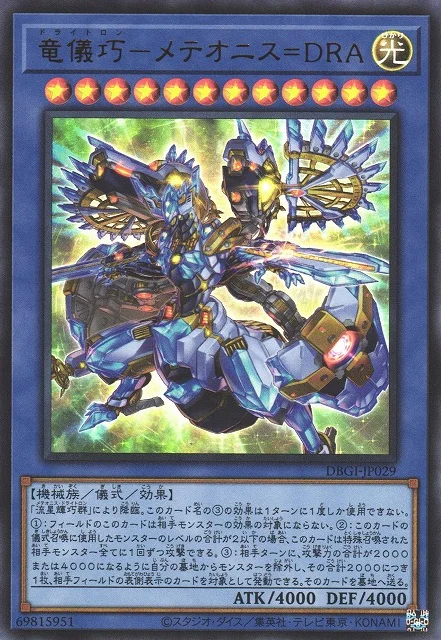 ドライトロン
竜儀巧－メテオニス＝DRA
ひかり
光
DBGI-JP029
【機械族／儀式／効果】
「流星輝巧群」により降臨。このカード名の③の効果は１ターンに１度しか使用できない。
①：フィールドのこのカードは相手モンスターの効果の対象にならない。②：このカードの
儀式召喚に使用したモンスターのレベルの合計が２以下の場合、このカードは特殊召喚された
相手モンスター全てに１回ずつ攻撃できる。③：相手ターンに、攻撃力の合計が２０００
または４０００になるように自分の墓地からモンスターを除外し、その合計２０００につき
１枚、相手フィールドの表側表示のカードを対象として発動できる。そのカードを墓地へ送る。
ATK/4000 DEF/4000
69815951
©スタジオ・ダイス／集英社・テレビ東京・KONAMI